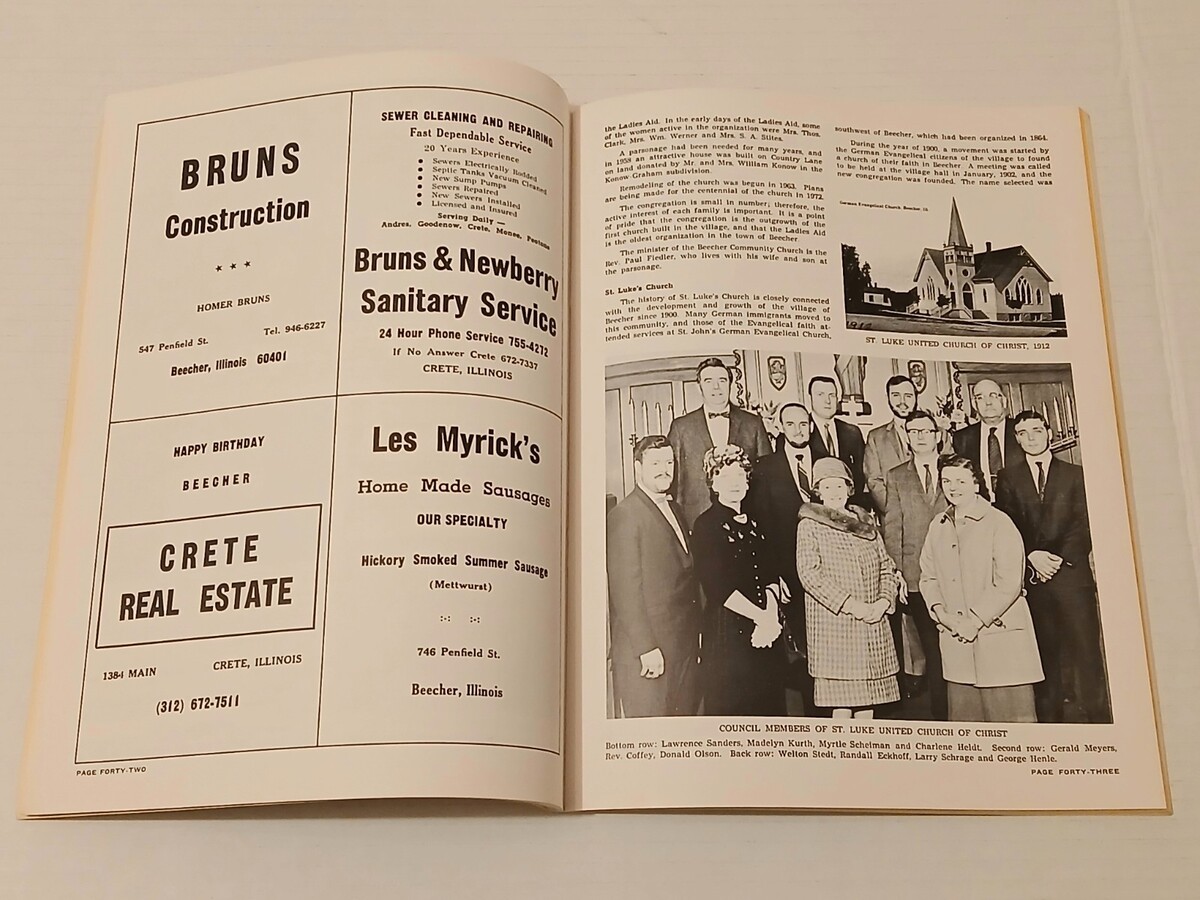 BRUNS
Construction
★ ★ ★
HOMER BRUNS
Tel. 946-6227
547 Penfield St.
Beecher, Illinois 60401
SEWER CLEANING AND REPAIRING
Fast Dependable Service
20 Years Experience
• Sewers Electrically Rodded
• Septic Tanks Vacuum Cleaned
• New Sump Pumps
• Sewers Repaired
• New Sewers Installed
• Licensed and Insured
Serving Daily —
Andres, Goodenow, Crete, Monee, Peotone
Bruns & Newberry
Sanitary Service
24 Hour Phone Service 755-4272
If No Answer Crete 672-7337
CRETE, ILLINOIS
HAPPY BIRTHDAY
BEECHER
CRETE
REAL ESTATE
1384 MAIN CRETE, ILLINOIS
(312) 672-7511
Les Myrick's
Home Made Sausages
OUR SPECIALTY
Hickory Smoked Summer Sausage
(Mettwurst)
746 Penfield St.
Beecher, Illinois
PAGE FORTY-TWO
the Ladies Aid. In the early days of the Ladies Aid, some
of the women active in the organization were Mrs. Thos.
Clark, Mrs. Wm. Werner and Mrs. S. A. Stites.
A parsonage had been needed for many years, and
in 1958 an attractive house was built on Country Lane
on land donated by Mr. and Mrs. William Konow in the
Konow-Graham subdivision.
Remodeling of the church was begun in 1963. Plans
are being made for the centennial of the church in 1972.
The congregation is small in number; therefore, the
active interest of each family is important. It is a point
of pride that the congregation is the outgrowth of the
first church built in the village, and that the Ladies Aid
is the oldest organization in the town of Beecher.
The minister of the Beecher Community Church is the
Rev. Paul Fiedler, who lives with his wife and son at
the parsonage.
St. Luke's Church
The history of St. Luke's Church is closely connected
with the development and growth of the village of
Beecher since 1900. Many German immigrants moved to
this community, and those of the Evangelical faith at-
tended services at St. John's German Evangelical Church,
southwest of Beecher, which had been organized in 1864.
During the year of 1900, a movement was started by
the German Evangelical citizens of the village to found
a church of their faith in Beecher. A meeting was called
to be held at the village hall in January, 1902, and the
new congregation was founded. The name selected was
German Evangelical Church, Beecher, Ill.
1912
ST. LUKE UNITED CHURCH OF CHRIST, 1912
COUNCIL MEMBERS OF ST. LUKE UNITED CHURCH OF CHRIST
Bottom row: Lawrence Sanders, Madelyn Kurth, Myrtle Scheiman and Charlene Heldt. Second row: Gerald Meyers,
Rev. Coffey, Donald Olson. Back row: Welton Stedt, Randall Eckhoff, Larry Schrage and George Henle.
PAGE FORTY-THREE